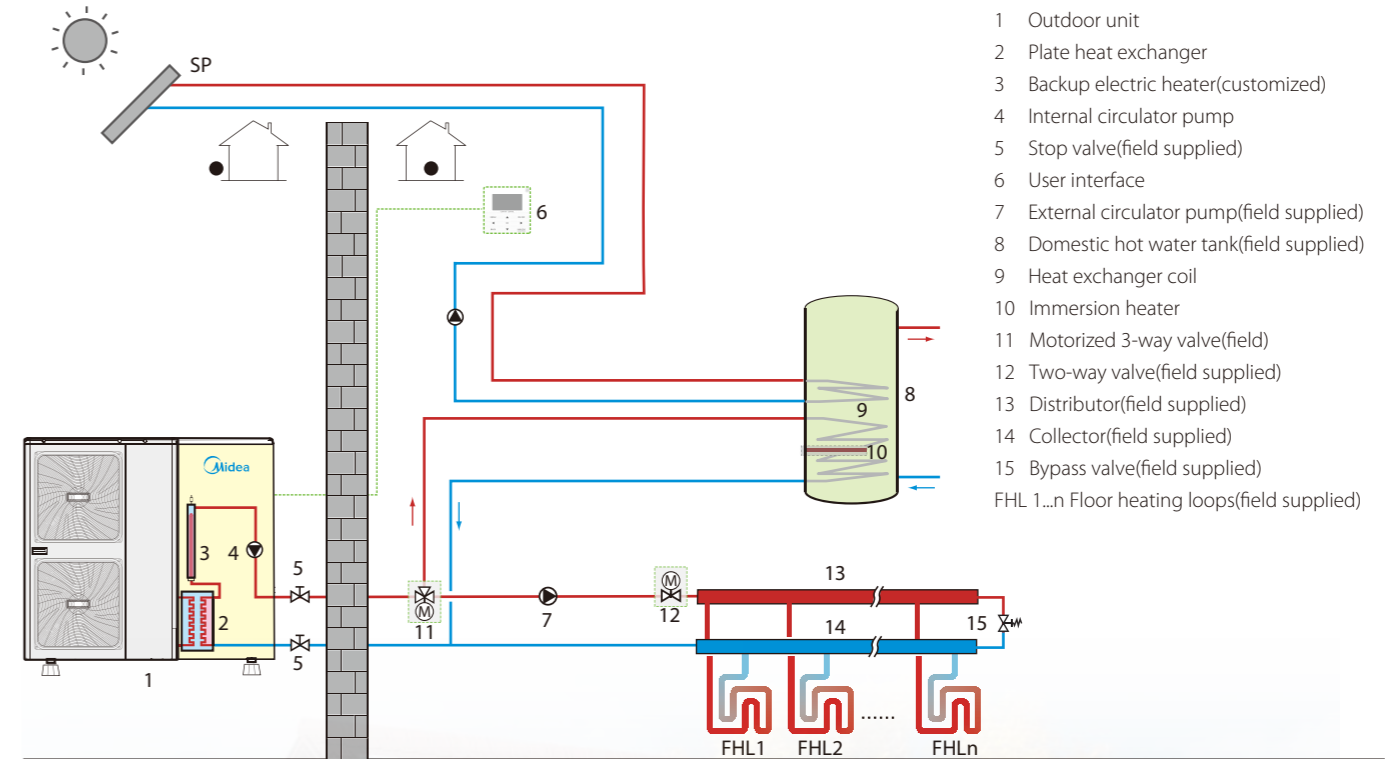 SP
6
8
9
10
Midea
3
4
5
2
5
1
11
7
12
13
14
15
M
M
FHL1
FHL2
......
FHLn
1 Outdoor unit
2 Plate heat exchanger
3 Backup electric heater(customized)
4 Internal circulator pump
5 Stop valve(field supplied)
6 User interface
7 External circulator pump(field supplied)
8 Domestic hot water tank(field supplied)
9 Heat exchanger coil
10 Immersion heater
11 Motorized 3-way valve(field)
12 Two-way valve(field supplied)
13 Distributor(field supplied)
14 Collector(field supplied)
15 Bypass valve(field supplied)
FHL 1...n Floor heating loops(field supplied)